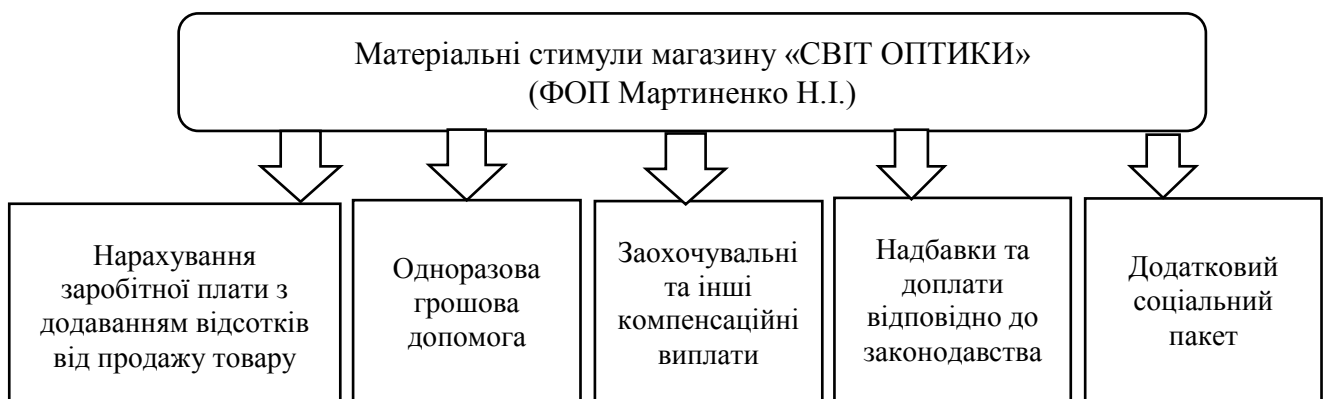 Матеріальні стимули магазину «СВІТ ОПТИКИ»
(ФОП Мартиненко Н.І.)
Нарахування
заробітної плати з
додаванням відсотків
від продажу товару
Одноразова
грошова
допомога
Заохочувальні
та інші
компенсаційні
виплати
Надбавки та
доплати
відповідно до
законодавства
Додатковий
соціальний
пакет